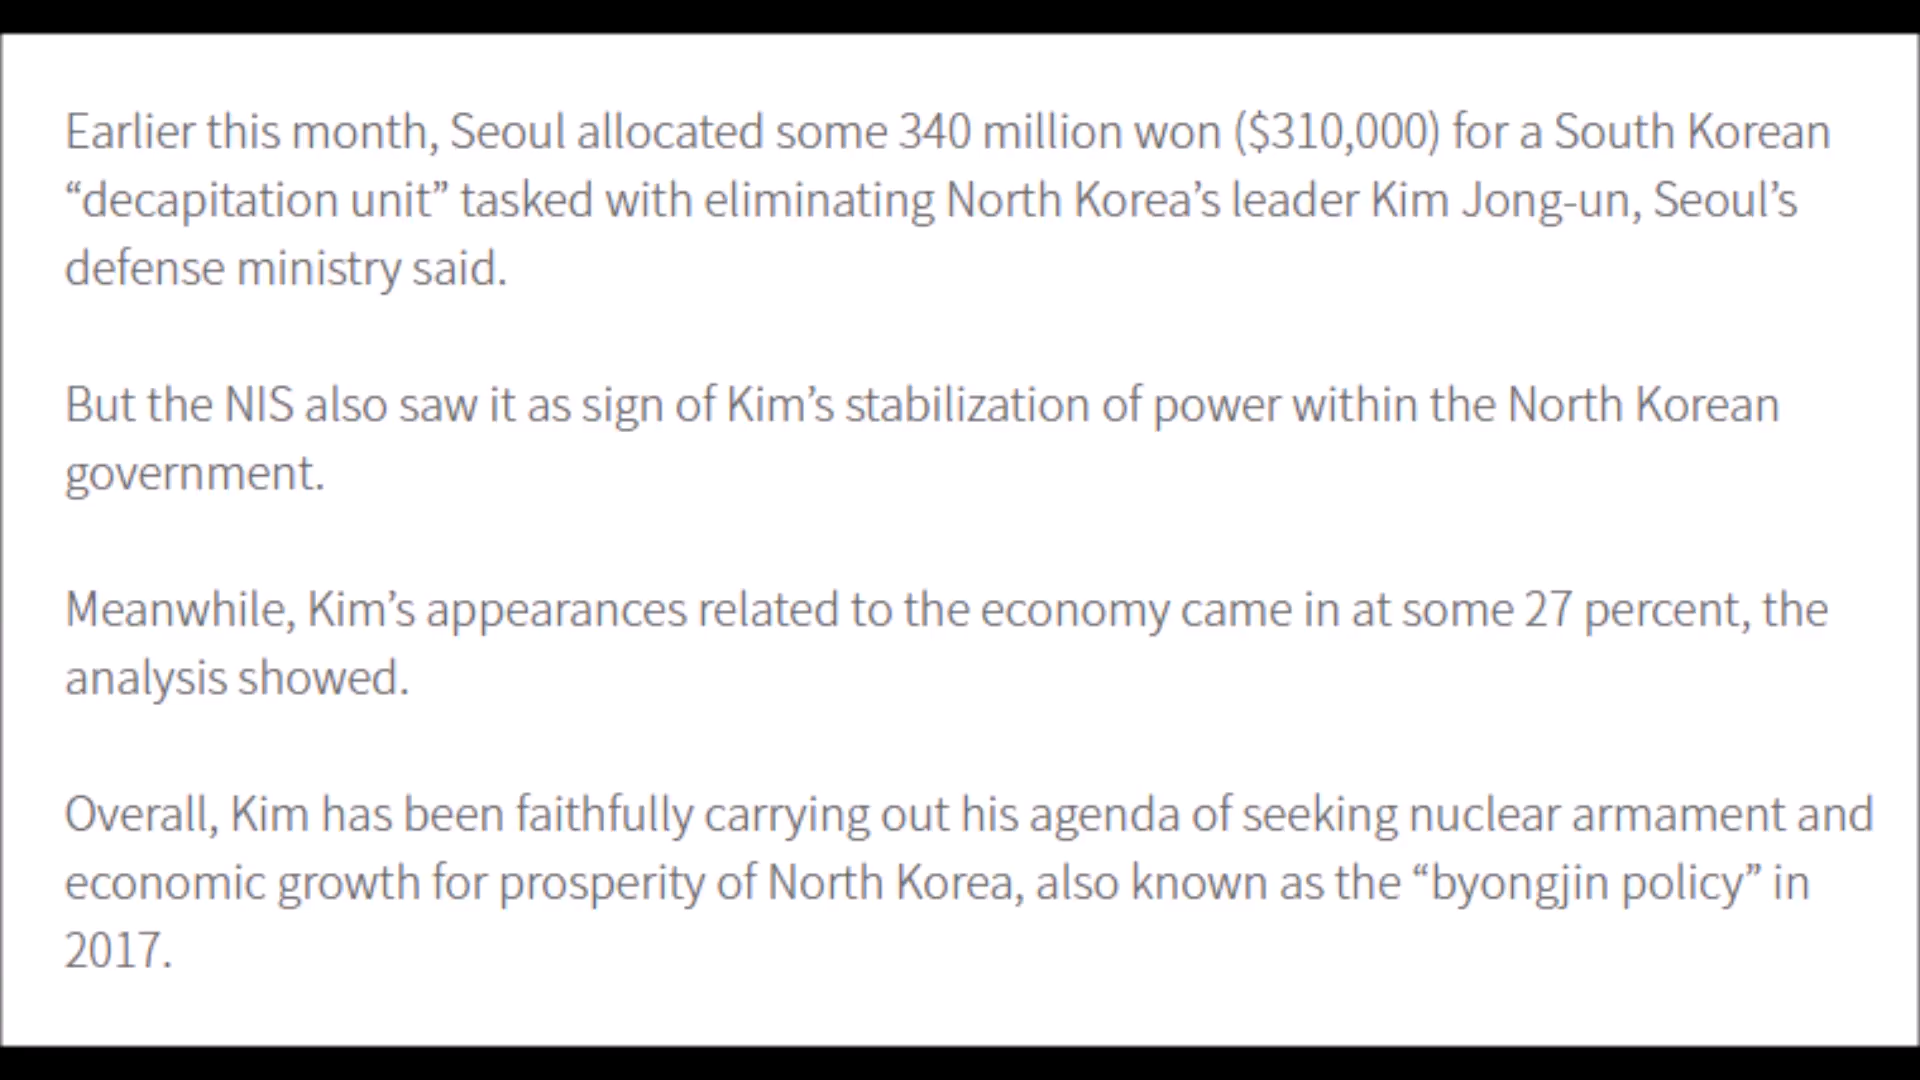 Earlier this month, Seoul allocated some 340 million won ($310,000) for a South Korean
“decapitation unit” tasked with eliminating North Korea’s leader Kim Jong-un, Seoul’s
defense ministry said.
But the NIS also saw it as sign of Kim’s stabilization of power within the North Korean
government.
Meanwhile, Kim’s appearances related to the economy came in at some 27 percent, the
analysis showed.
Overall, Kim has been faithfully carrying out his agenda of seeking nuclear armament and
economic growth for prosperity of North Korea, also known as the “byongjin policy” in
2017.